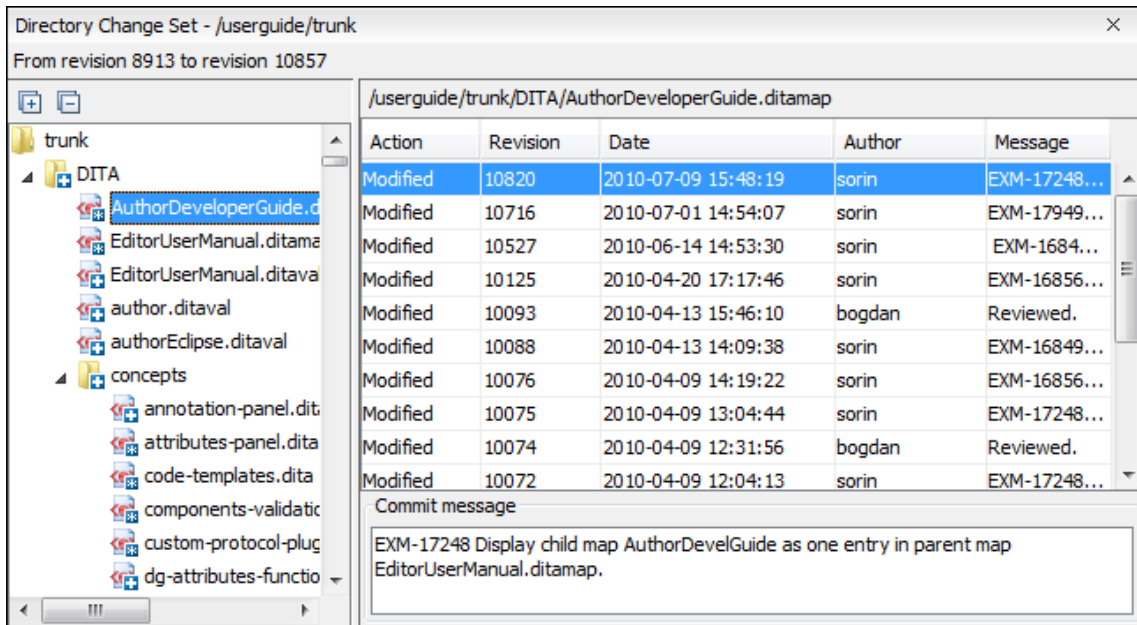 Directory Change Set - /userguide/trunk
From revision 8913 to revision 10857
trunk
DITA
AuthorDeveloperGuide.d
EditorUserManual.ditama
EditorUserManual.ditava
author.ditaval
authorEclipse.ditaval
concepts
annotation-panel.dit
attributes-panel.dita
code-templates.dita
components-validatio
custom-protocol-plug
dg-attributes-functio
/userguide/trunk/DITA/AuthorDeveloperGuide.ditamap
Action Revision Date Author Message
Modified 10820 2010-07-09 15:48:19 sorin EXM-17248...
Modified 10716 2010-07-01 14:54:07 sorin EXM-17949...
Modified 10527 2010-06-14 14:53:30 sorin EXM-1684...
Modified 10125 2010-04-20 17:17:46 sorin EXM-16856...
Modified 10093 2010-04-13 15:46:10 bogdan Reviewed.
Modified 10088 2010-04-13 14:09:38 sorin EXM-16849...
Modified 10076 2010-04-09 14:19:22 sorin EXM-16856...
Modified 10075 2010-04-09 13:04:44 sorin EXM-17248...
Modified 10074 2010-04-09 12:31:56 bogdan Reviewed.
Modified 10072 2010-04-09 12:04:13 sorin EXM-17248...
Commit message
EXM-17248 Display child map AuthorDevelGuide as one entry in parent map
EditorUserManual.ditamap.